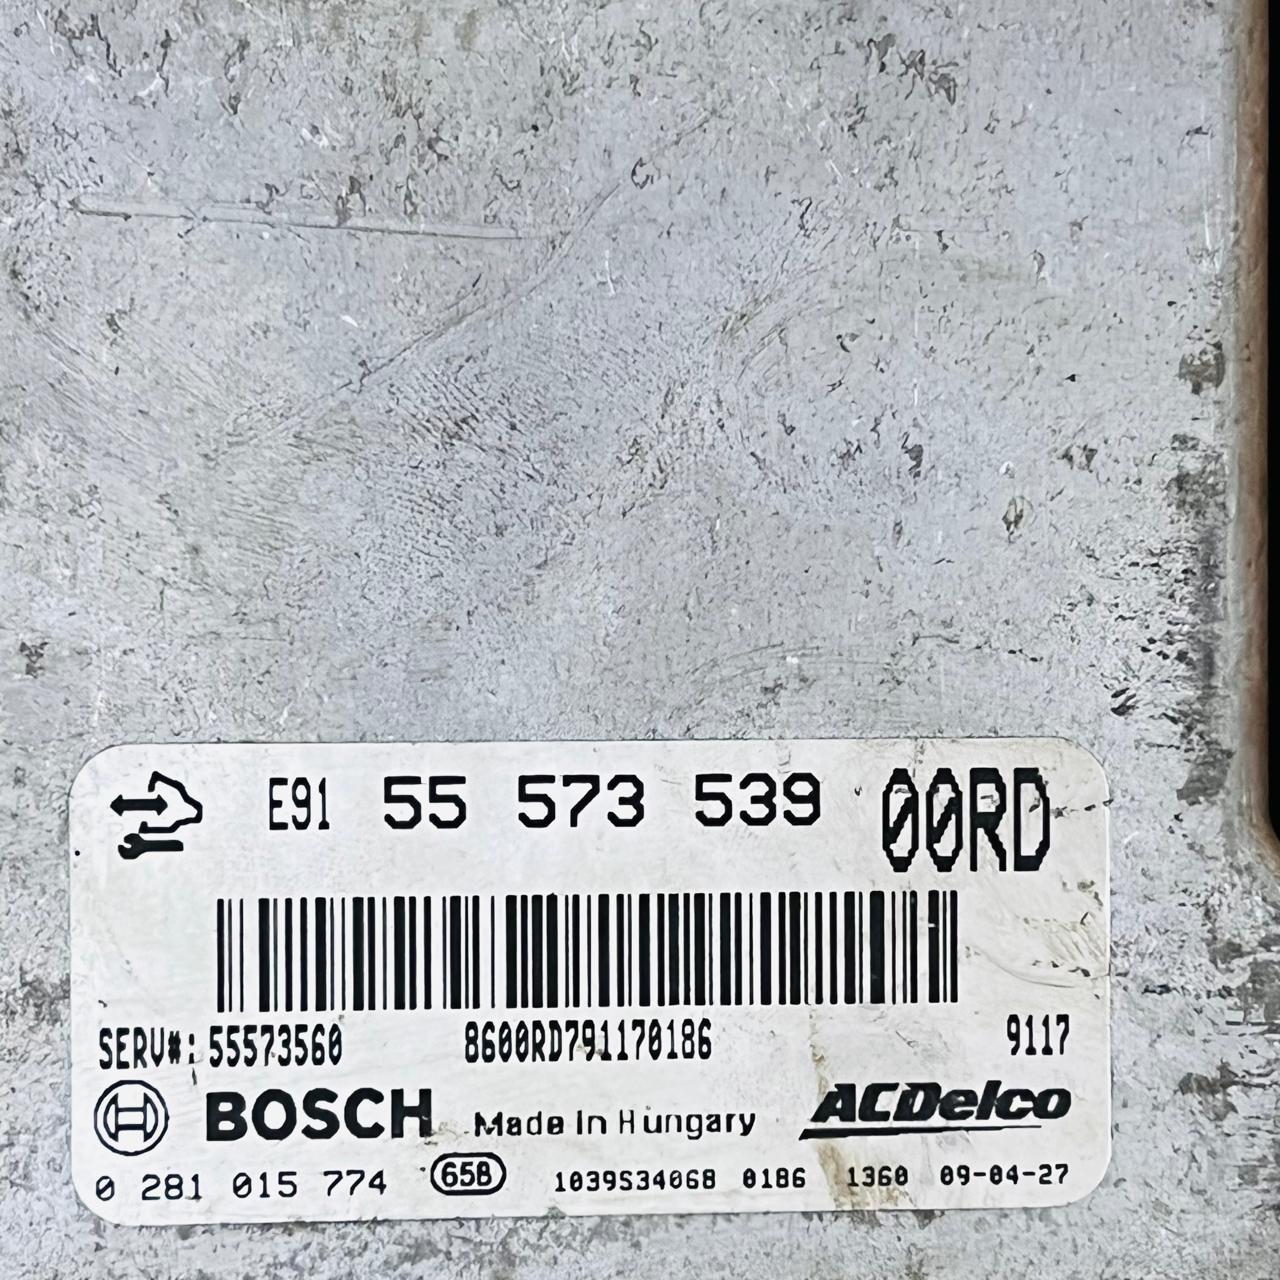 E91 55 573 539 00RD
SERV#: 55573560 8600RD791170186 9117
BOSCH Made In Hungary ACDelco
0 281 015 774 65B 1039S34068 0186 1360 09-04-27